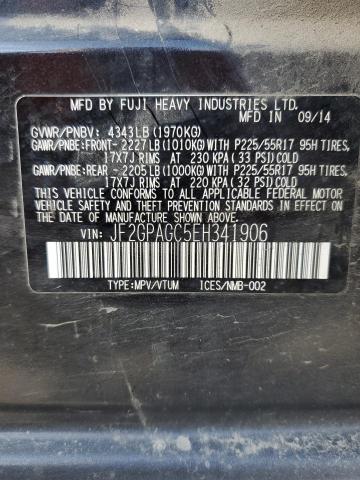 MFD BY FUJI HEAVY INDUSTRIES LTD.
MFD IN 09/14
GVWR/PNBV: 4343LB (1970KG)
GAWR/PNBE:FRONT- 2227LB (1010KG) WITH P225/55R17 95H TIRES,
17X7J RIMS AT 230 KPA (33 PSI) COLD
GAWR/PNBE:REAR - 2205LB (1000KG) WITH P225/55R17 95H TIRES,
17X7J RIMS AT 220 KPA (32 PSI) COLD
THIS VEHICLE CONFORMS TO ALL APPLICABLE FEDERAL MOTOR
VEHICLE SAFETY AND THEFT PREVENTION STANDARDS IN EFFECT
ON THE DATE OF MANUFACTURE SHOWN ABOVE.
VIN: JF2GPAGC5EH341906
TYPE:MPV/VTUM ICES/NMB-002